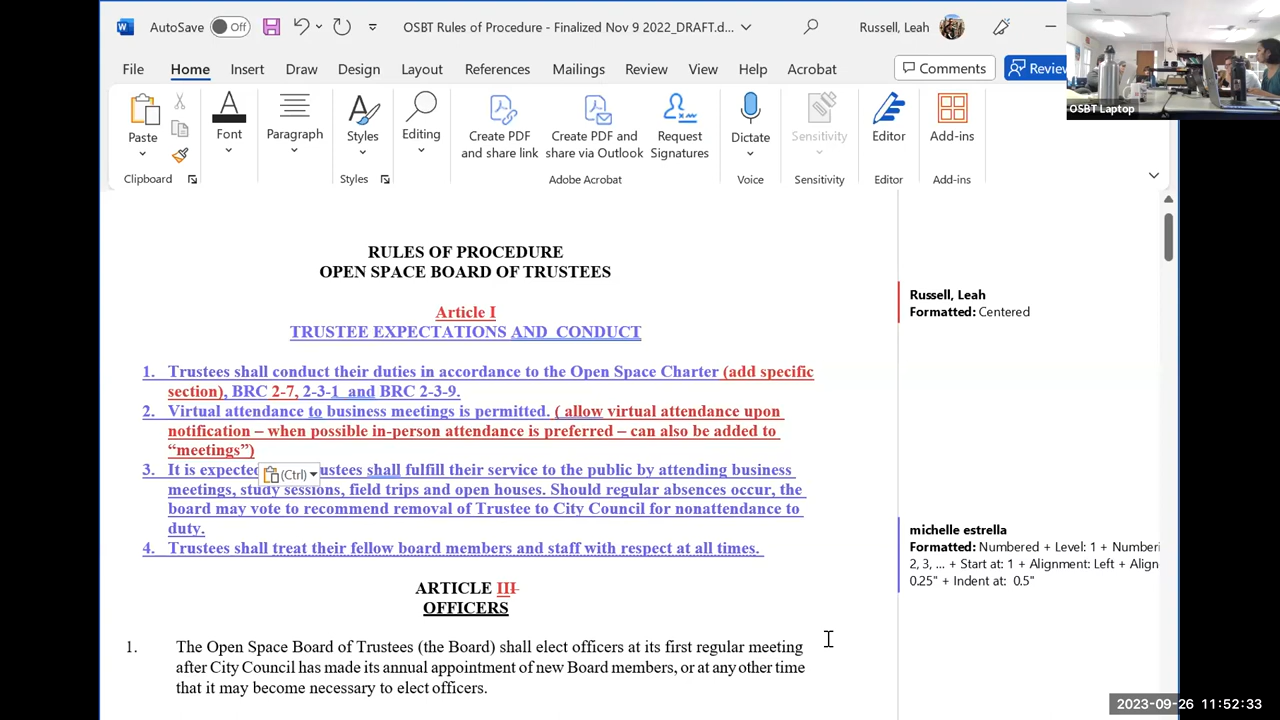 AutoSave Off OSBT Rules of Procedure - Finalized Nov 9 2022_DRAFT.d... Russell, Leah
File Home Insert Draw Design Layout References Mailings Review View Help Acrobat Comments Review
OSBT Laptop
Paste Font Paragraph Styles Editing Create PDF and share link Create PDF and share via Outlook Request Signatures Dictate Sensitivity Editor Add-ins
Clipboard Styles Adobe Acrobat Voice Sensitivity Editor Add-ins
RULES OF PROCEDURE
OPEN SPACE BOARD OF TRUSTEES
Article I
TRUSTEE EXPECTATIONS AND CONDUCT
1. Trustees shall conduct their duties in accordance to the Open Space Charter (add specific
section), BRC 2-7, 2-3-1 and BRC 2-3-9.
2. Virtual attendance to business meetings is permitted. ( allow virtual attendance upon
notification – when possible in-person attendance is preferred – can also be added to
“meetings”)
3. It is expected ustees shall fulfill their service to the public by attending business
(Ctrl)
meetings, study sessions, field trips and open houses. Should regular absences occur, the
board may vote to recommend removal of Trustee to City Council for nonattendance to
duty.
4. Trustees shall treat their fellow board members and staff with respect at all times.
ARTICLE III
OFFICERS
1. The Open Space Board of Trustees (the Board) shall elect officers at its first regular meeting
after City Council has made its annual appointment of new Board members, or at any other time
that it may become necessary to elect officers.
Russell, Leah
Formatted: Centered
michelle estrella
Formatted: Numbered + Level: 1 + Numberi
2, 3, ... + Start at: 1 + Alignment: Left + Align
0.25" + Indent at: 0.5"
2023-09-26 11:52:33